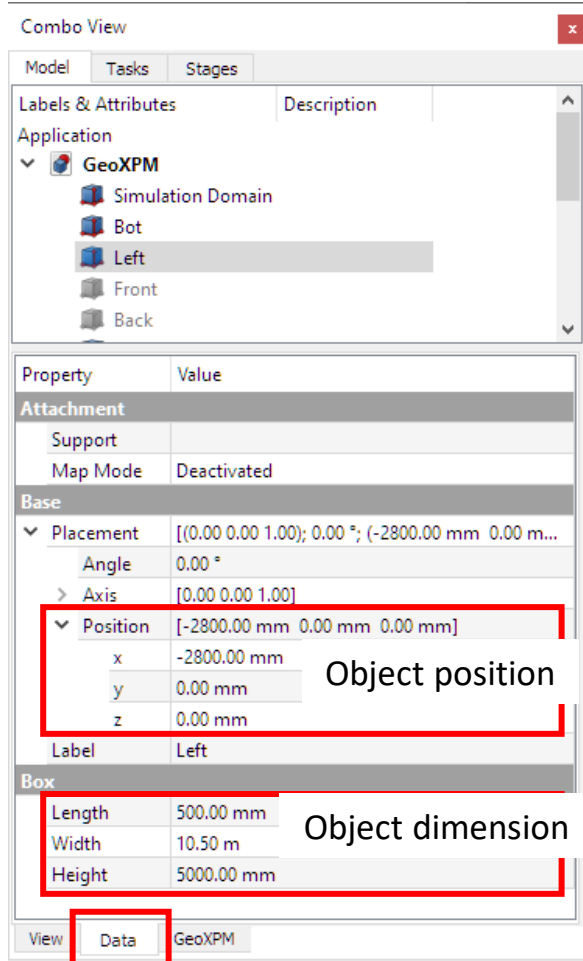 Combo View
x
Model Tasks Stages
Labels & Attributes Description
Application
GeoXPM
Simulation Domain
Bot
Left
Front
Back
Property Value
Attachment
Support
Map Mode Deactivated
Base
Placement [(0.00 0.00 1.00); 0.00 °; (-2800.00 mm 0.00 m...
Angle 0.00 °
Axis [0.00 0.00 1.00]
Position [-2800.00 mm 0.00 mm 0.00 mm]
x -2800.00 mm
Object position
y 0.00 mm
z 0.00 mm
Label Left
Box
Length 500.00 mm
Object dimension
Width 10.50 m
Height 5000.00 mm
View Data GeoXPM